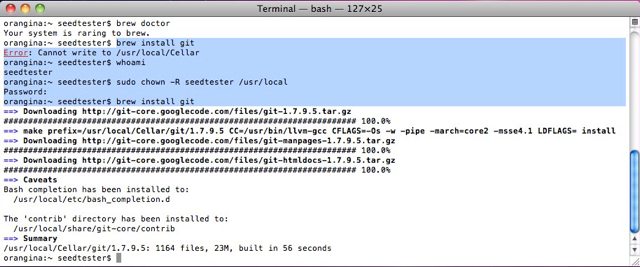 Terminal — bash — 127×25
orangina:~ seedtester$ brew doctor
Your system is raring to brew.
orangina:~ seedtester$ brew install git
Error: Cannot write to /usr/local/Cellar
orangina:~ seedtester$ whoami
seedtester
orangina:~ seedtester$ sudo chown -R seedtester /usr/local
Password:
orangina:~ seedtester$ brew install git
==> Downloading http://git-core.googlecode.com/files/git-1.7.9.5.tar.gz
######################################################################## 100.0%
==> make prefix=/usr/local/Cellar/git/1.7.9.5 CC=/usr/bin/llvm-gcc CFLAGS=-Os -w -pipe -march=core2 -msse4.1 LDFLAGS= install
==> Downloading http://git-core.googlecode.com/files/git-manpages-1.7.9.5.tar.gz
######################################################################## 100.0%
==> Downloading http://git-core.googlecode.com/files/git-htmldocs-1.7.9.5.tar.gz
######################################################################## 100.0%
==> Caveats
Bash completion has been installed to:
  /usr/local/etc/bash_completion.d

The 'contrib' directory has been installed to:
  /usr/local/share/git-core/contrib
==> Summary
/usr/local/Cellar/git/1.7.9.5: 1164 files, 23M, built in 56 seconds
orangina:~ seedtester$